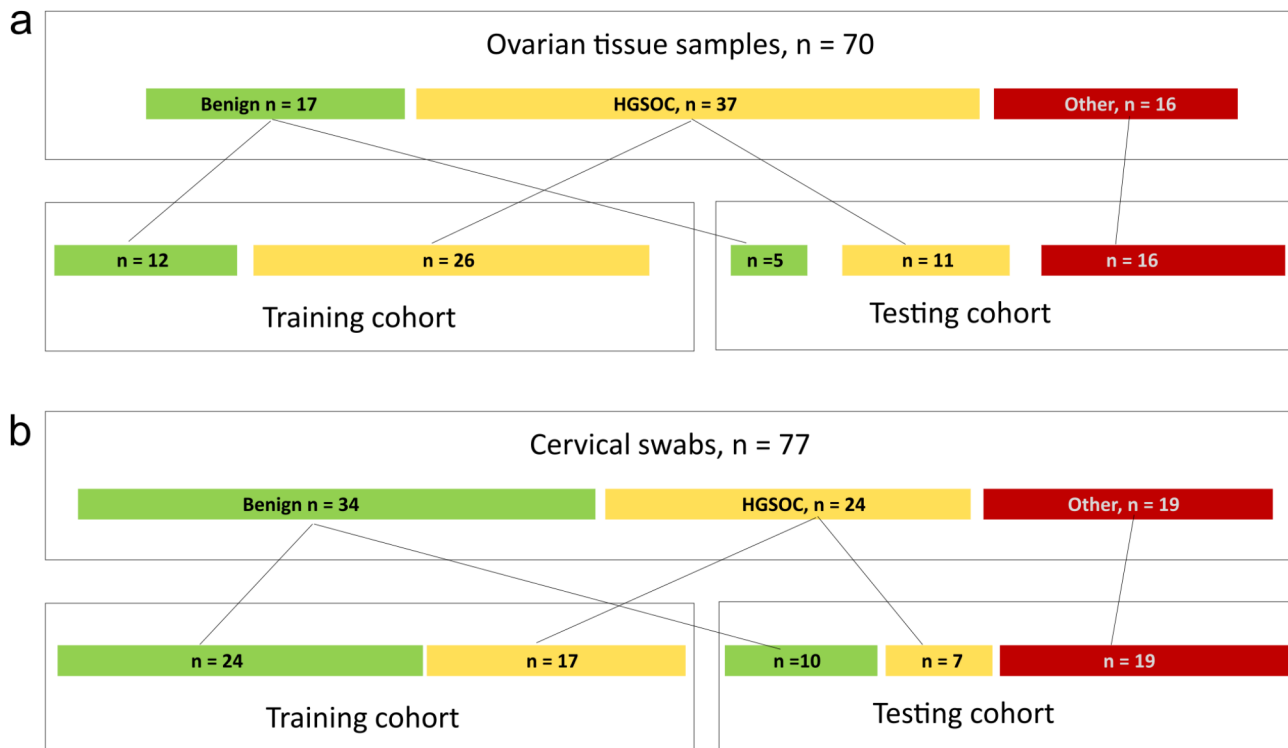 a
Ovarian tissue samples, n = 70
Benign n = 17
HGSOC, n = 37
Other, n = 16
n = 12
n = 26
n =5
n = 11
n = 16
Training cohort
Testing cohort
b
Cervical swabs, n = 77
Benign n = 34
HGSOC, n = 24
Other, n = 19
n = 24
n = 17
n =10
n = 7
n = 19
Training cohort
Testing cohort